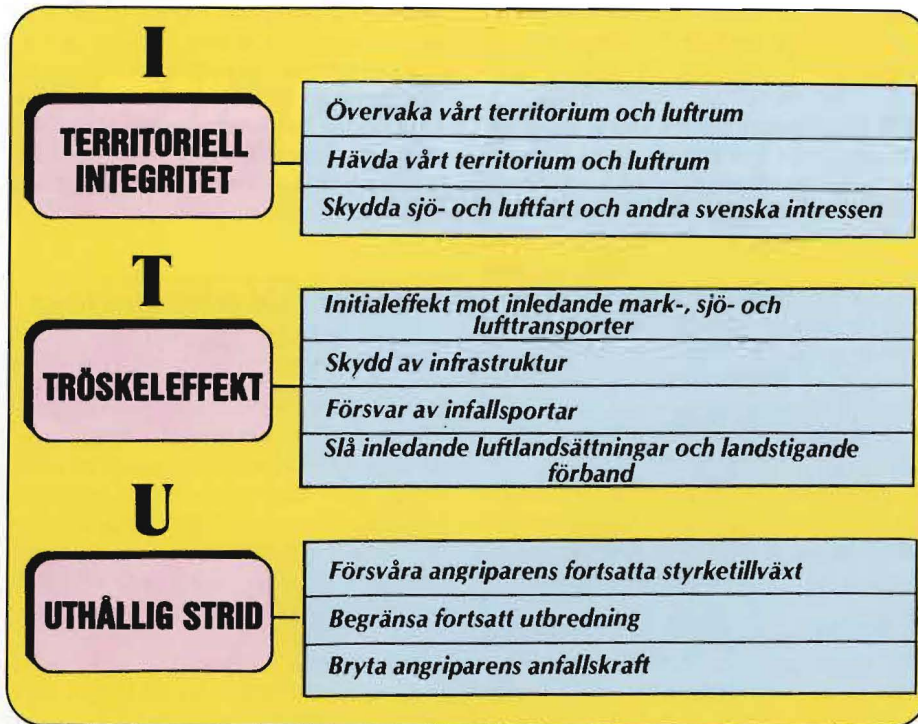 I
TERRITORIELL
INTEGRITET
Övervaka vårt territorium och luftrum
Hävda vårt territorium och luftrum
Skydda sjö- och luftfart och andra svenska intressen
T
TRÖSKELEFFEKT
Initialeffekt mot inledande mark-, sjö- och
lufttransporter
Skydd av infrastruktur
Försvar av infallsportar
Slå inledande luftlandsättningar och landstigande
förband
U
UTHÅLLIG STRID
Försvåra angriparens fortsatta styrketillväxt
Begränsa fortsatt utbredning
Bryta angriparens anfallskraft